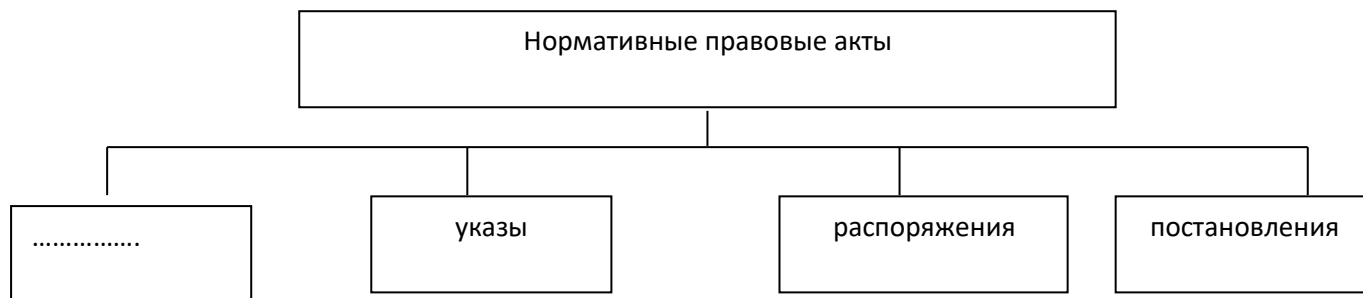 Нормативные правовые акты
…………….
указы
распоряжения
постановления